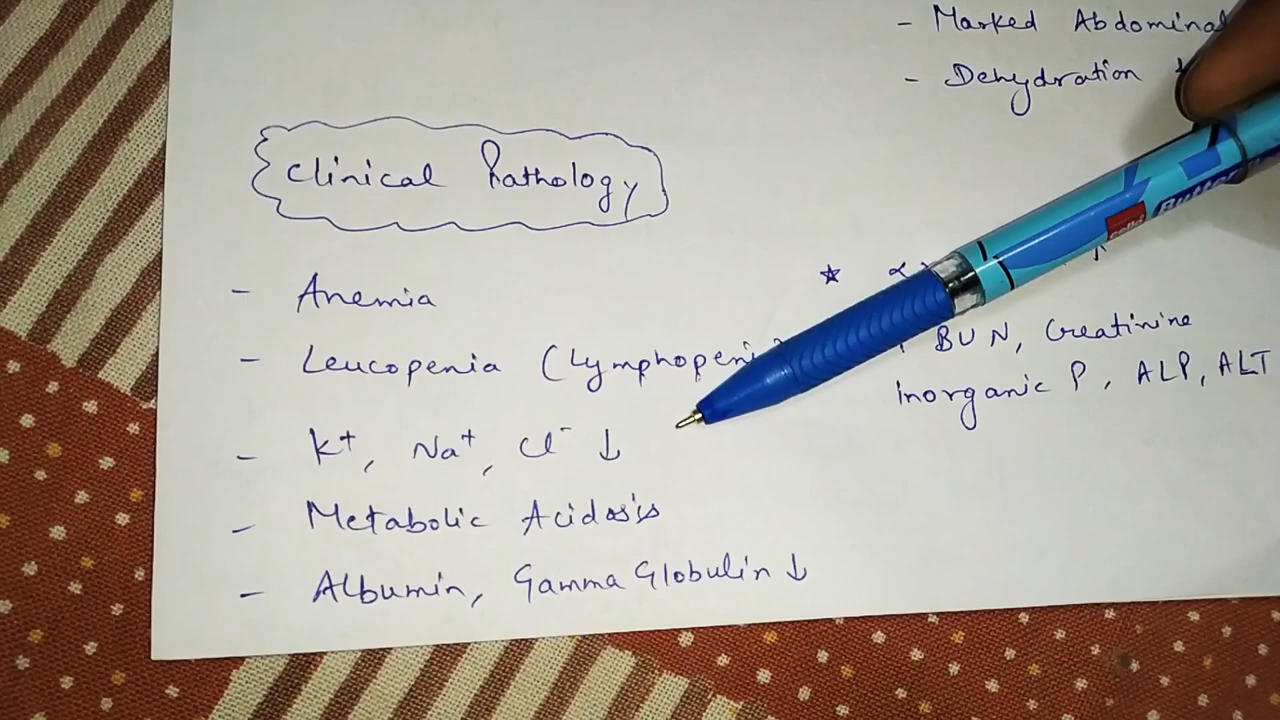 - Marked Abdominal
- Dehydration
Clinical Pathology
- Anemia
- Leucopenia (Lymphopeni
- K+, Na+, Cl- ↓
- Metabolic Acidosis
- Albumin, Gamma Globulin ↓
☆ α
BUN, Creatinine
inorganic P, ALP, ALT
cello